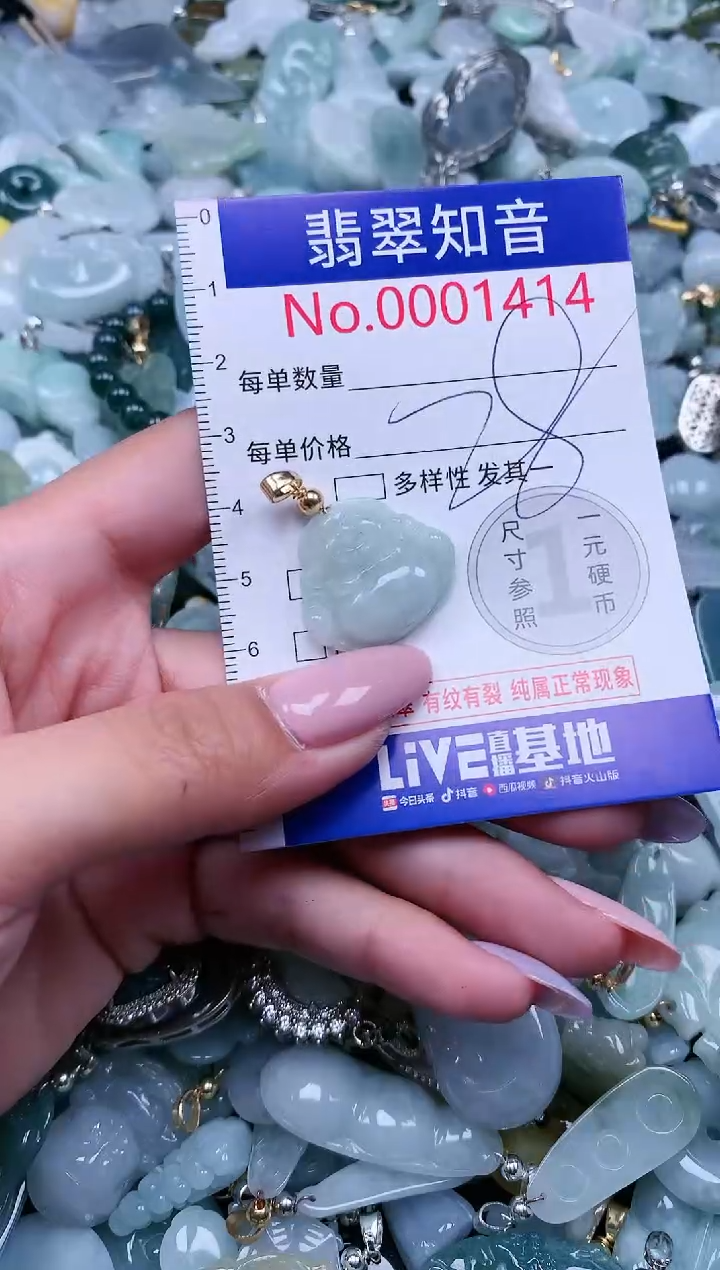 翡翠知音
No.0001414
每单数量
每单价格
多样性 发其一
78
尺寸参照
1
一元硬币
0
1
2
3
4
5
6
有纹有裂 纯属正常现象
LiVE直播基地
今日头条 抖音 西瓜视频 抖音火山版